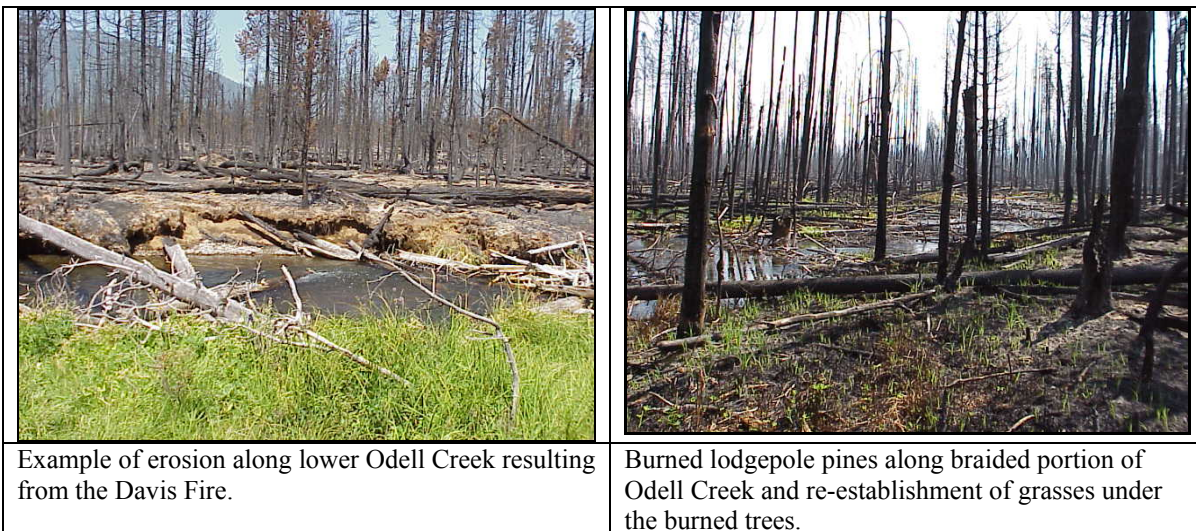 Example of erosion along lower Odell Creek resulting
from the Davis Fire.
Burned lodgepole pines along braided portion of
Odell Creek and re-establishment of grasses under
the burned trees.